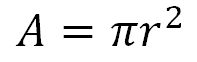 A = πr²